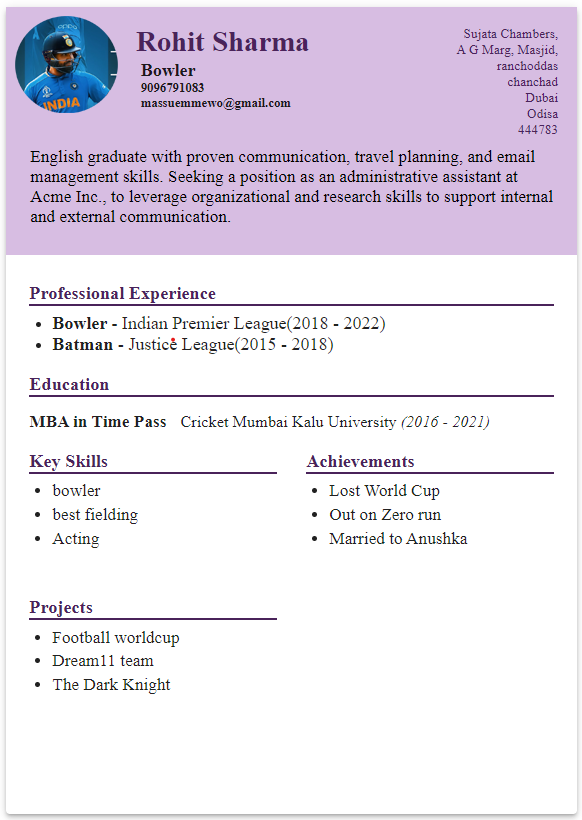 Rohit Sharma
Bowler
9096791083
massuemmewo@gmail.com
Sujata Chambers,
A G Marg, Masjid,
ranchoddas
chanchad
Dubai
Odisa
444783
OPPO
INDIA
English graduate with proven communication, travel planning, and email
management skills. Seeking a position as an administrative assistant at
Acme Inc., to leverage organizational and research skills to support internal
and external communication.
Professional Experience
• Bowler - Indian Premier League(2018 - 2022)
• Batman - Justice League(2015 - 2018)
Education
MBA in Time Pass Cricket Mumbai Kalu University (2016 - 2021)
Key Skills
• bowler
• best fielding
• Acting
Achievements
• Lost World Cup
• Out on Zero run
• Married to Anushka
Projects
• Football worldcup
• Dream11 team
• The Dark Knight